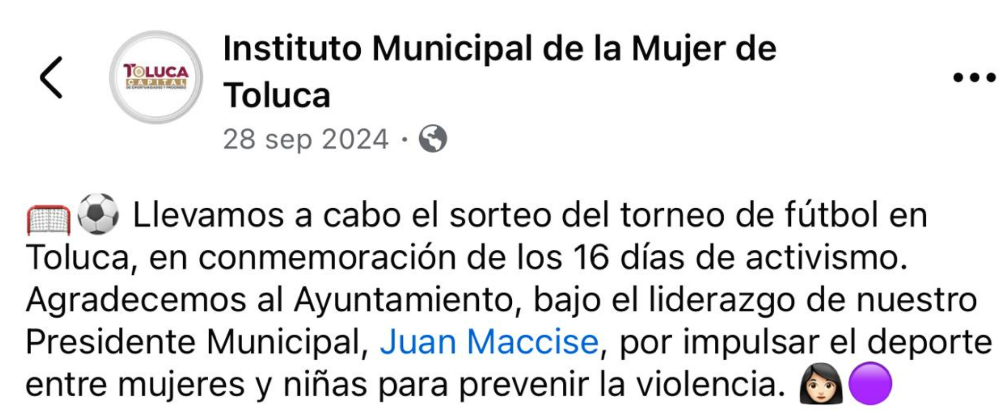 Instituto Municipal de la Mujer de
Toluca
TOLUCA
CAPITAL
DE OPORTUNIDADES Y PROGRESO
28 sep 2024 ·
🥅⚽ Llevamos a cabo el sorteo del torneo de fútbol en
Toluca, en conmemoración de los 16 días de activismo.
Agradecemos al Ayuntamiento, bajo el liderazgo de nuestro
Presidente Municipal, Juan Maccise, por impulsar el deporte
entre mujeres y niñas para prevenir la violencia. 👩🏻🟣